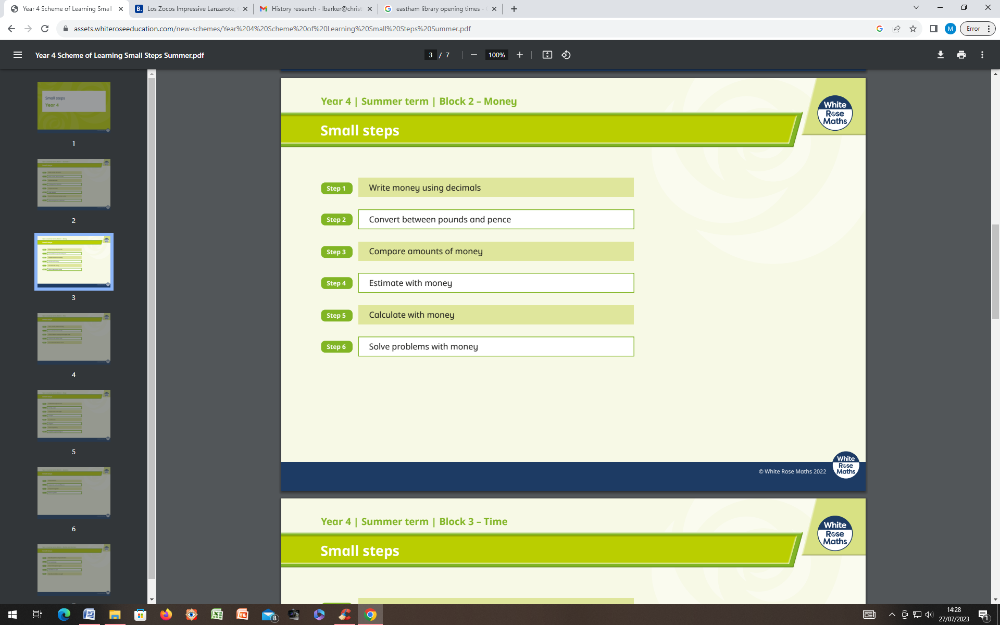 Year 4 Scheme of Learning Small
Los Zocos Impressive Lanzarote,
History research - lbarker@christ
eastham library opening times -
assets.whiteroseeducation.com/new-schemes/Year%204%20Scheme%20of%20Learning%20Small%20Steps%20Summer.pdf
M
Error
Year 4 Scheme of Learning Small Steps Summer.pdf
3 / 7
100%
Small steps
Year 4
1
2
3
4
5
6
Year 4 | Summer term | Block 2 – Money
Small steps
White
Rose
Maths
Step 1 Write money using decimals
Step 2 Convert between pounds and pence
Step 3 Compare amounts of money
Step 4 Estimate with money
Step 5 Calculate with money
Step 6 Solve problems with money
© White Rose Maths 2022
White
Rose
Maths
Year 4 | Summer term | Block 3 – Time
Small steps
White
Rose
Maths
8
14:28
27/07/2023
1